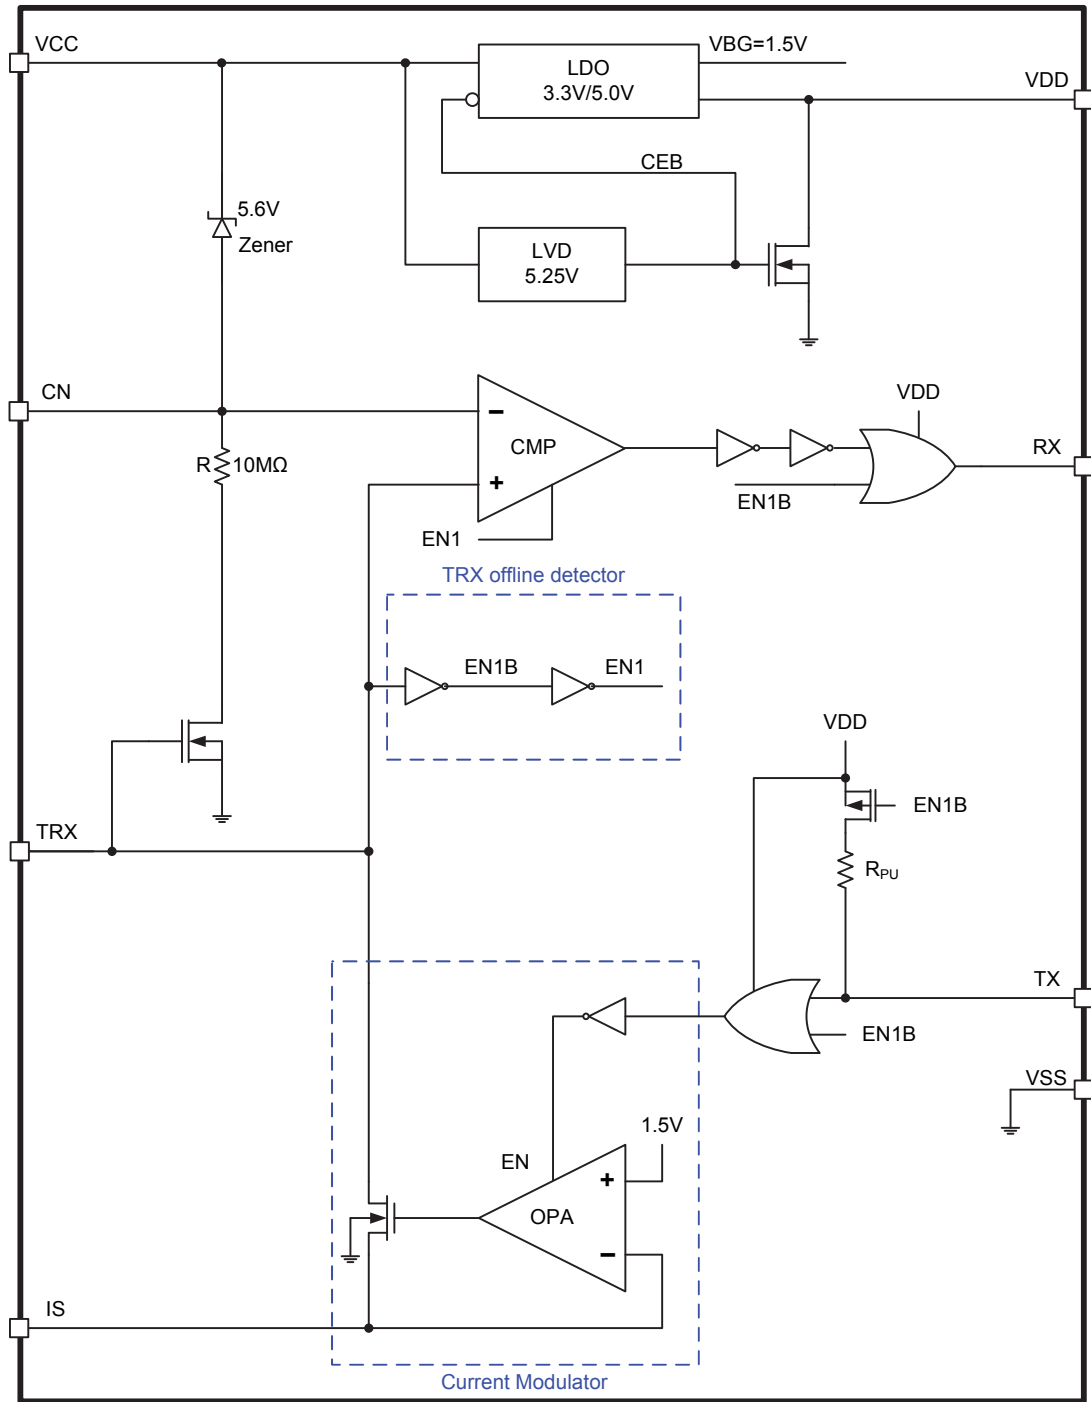 VCC
LDO
3.3V/5.0V
VBG=1.5V
VDD
CEB
5.6V
Zener
LVD
5.25V
CN
R
10MΩ
−
CMP
+
EN1
VDD
EN1B
RX
TRX offline detector
EN1B
EN1
VDD
EN1B
RPU
TRX
TX
EN1B
VSS
1.5V
EN
+
OPA
−
IS
Current Modulator